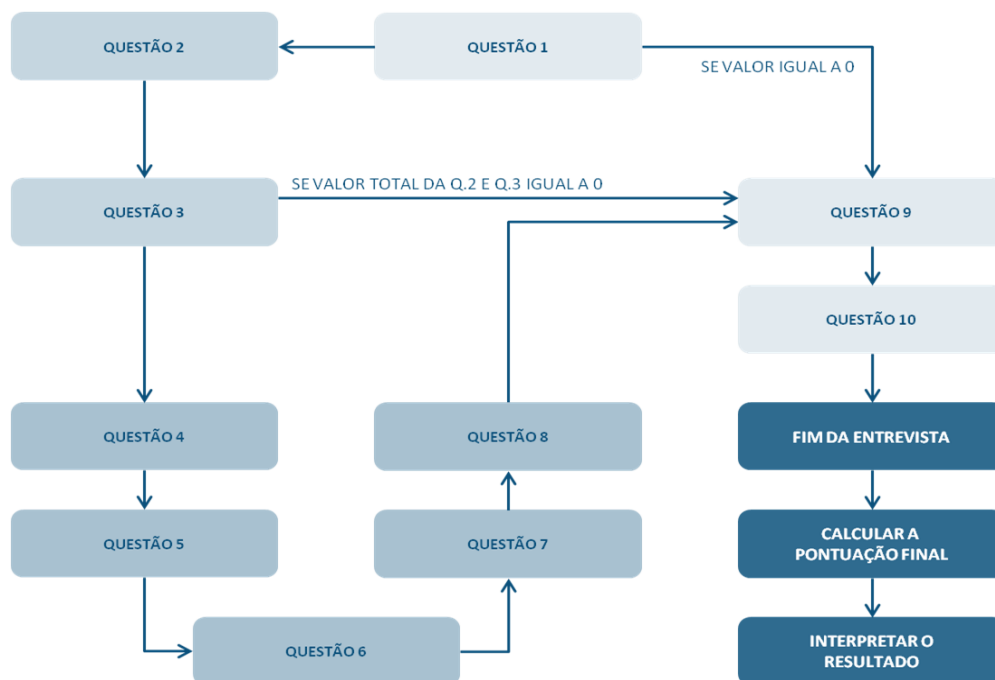 QUESTÃO 2
QUESTÃO 1
SE VALOR IGUAL A 0
QUESTÃO 3
SE VALOR TOTAL DA Q.2 E Q.3 IGUAL A 0
QUESTÃO 9
QUESTÃO 10
QUESTÃO 4
QUESTÃO 8
FIM DA ENTREVISTA
QUESTÃO 5
QUESTÃO 7
CALCULAR A
PONTUAÇÃO FINAL
QUESTÃO 6
INTERPRETAR O
RESULTADO